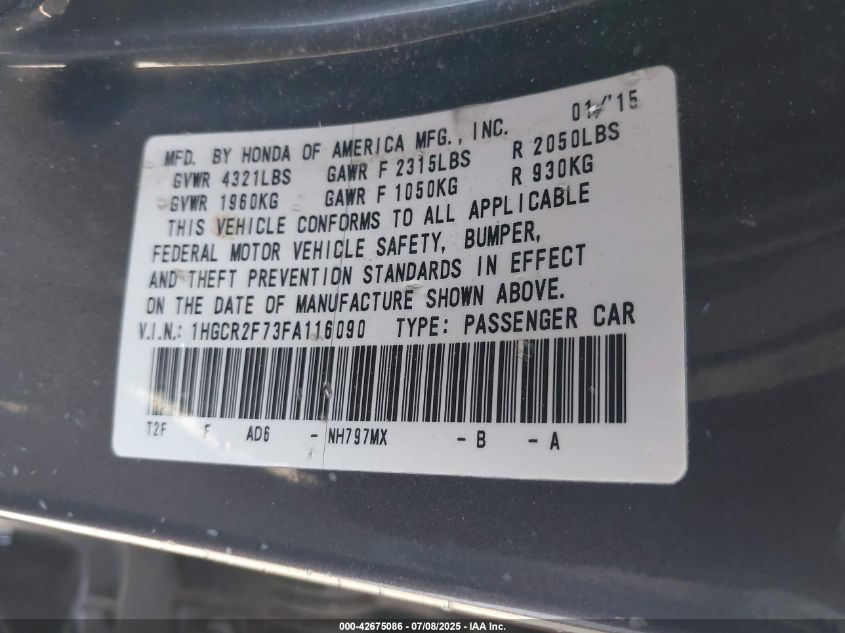 01/'15
MFD. BY HONDA OF AMERICA MFG., INC.
GVWR 4321LBS GAWR F 2315LBS R 2050LBS
GVWR 1960KG GAWR F 1050KG R 930KG
THIS VEHICLE CONFORMS TO ALL APPLICABLE
FEDERAL MOTOR VEHICLE SAFETY, BUMPER,
AND THEFT PREVENTION STANDARDS IN EFFECT
ON THE DATE OF MANUFACTURE SHOWN ABOVE.
V.I.N.: 1HGCR2F73FA116090 TYPE: PASSENGER CAR
T2F F AD6 - NH797MX - B - A
000-42675086 - 07/08/2025 - IAA Inc.